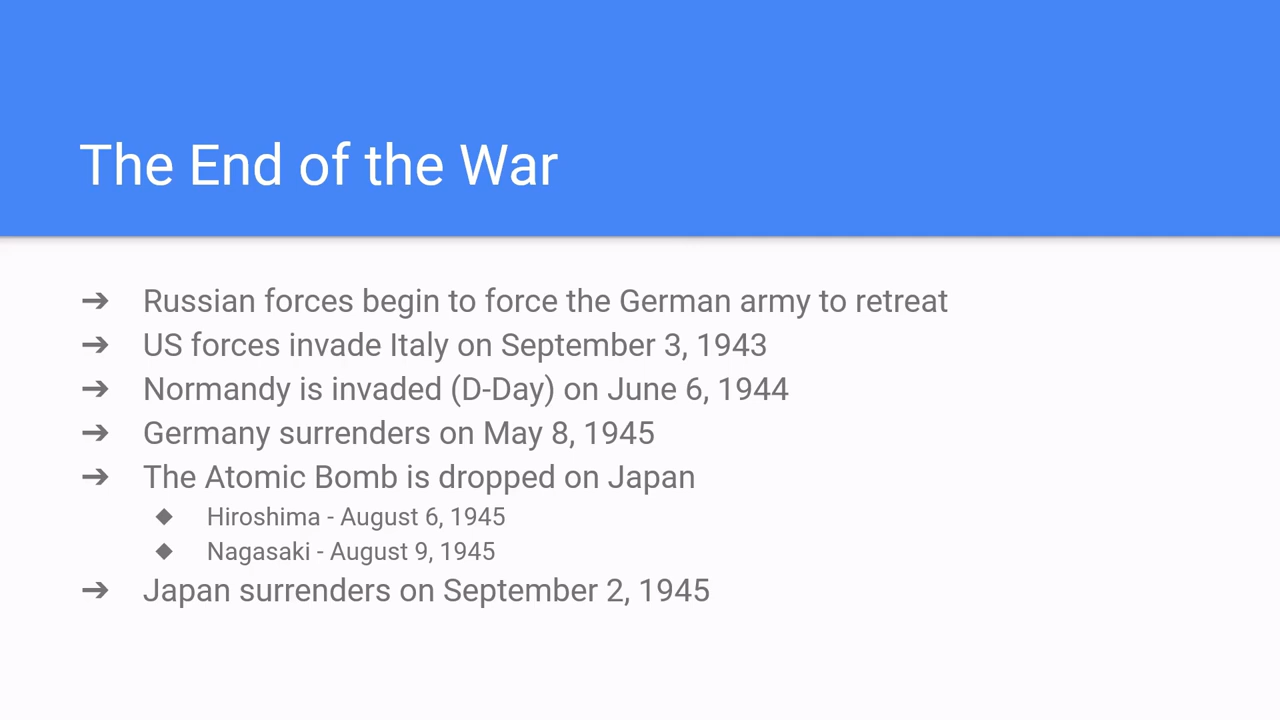 The End of the War
➔ Russian forces begin to force the German army to retreat
➔ US forces invade Italy on September 3, 1943
➔ Normandy is invaded (D-Day) on June 6, 1944
➔ Germany surrenders on May 8, 1945
➔ The Atomic Bomb is dropped on Japan
◆ Hiroshima - August 6, 1945
◆ Nagasaki - August 9, 1945
➔ Japan surrenders on September 2, 1945